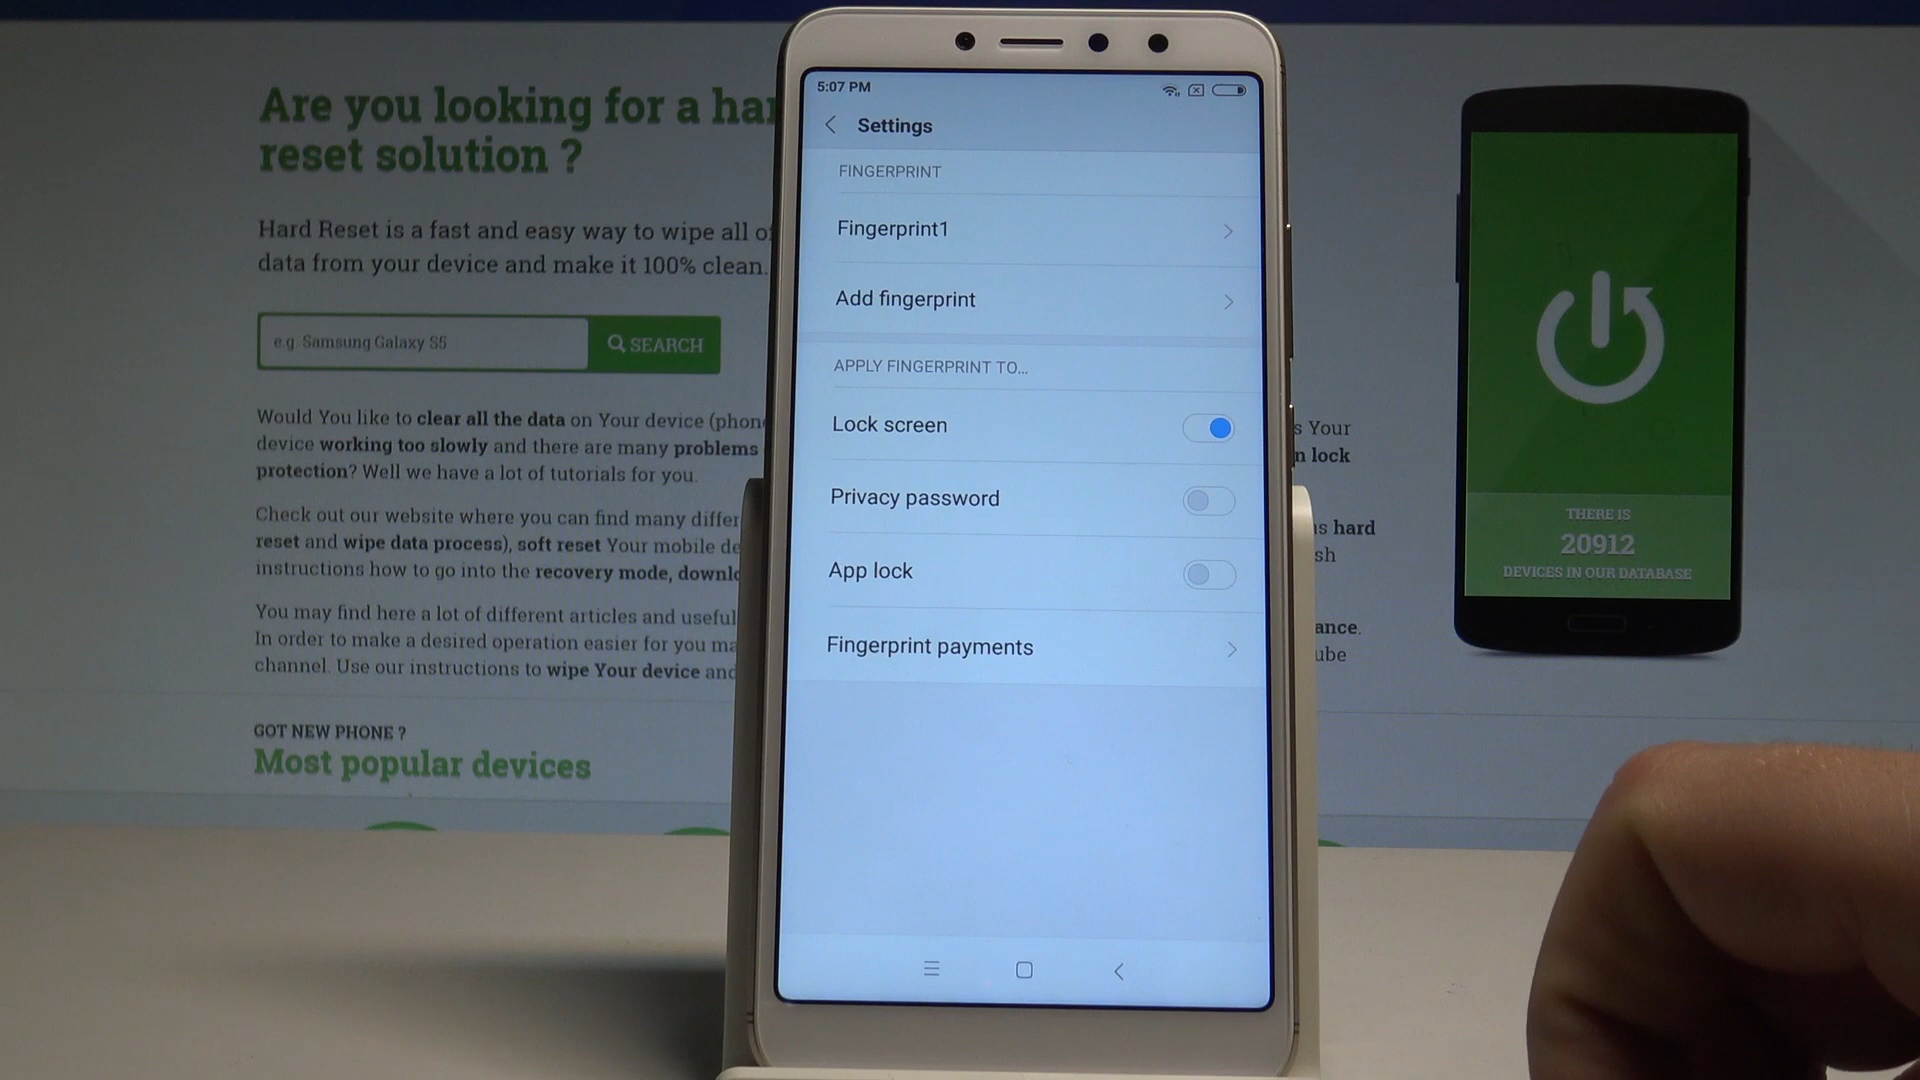 Are you looking for a har
reset solution ?
Hard Reset is a fast and easy way to wipe all of
data from your device and make it 100% clean.
e.g. Samsung Galaxy S5
SEARCH
Would You like to clear all the data on Your device (phone
device working too slowly and there are many problems
protection? Well we have a lot of tutorials for you.
Check out our website where you can find many differ
reset and wipe data process), soft reset Your mobile de
instructions how to go into the recovery mode, downlo
You may find here a lot of different articles and useful
In order to make a desired operation easier for you ma
channel. Use our instructions to wipe Your device and
GOT NEW PHONE ?
Most popular devices
5:07 PM
Settings
FINGERPRINT
Fingerprint1
Add fingerprint
APPLY FINGERPRINT TO...
Lock screen
Privacy password
App lock
Fingerprint payments
s Your
n lock
s hard
sh
ance.
ube
THERE IS
20912
DEVICES IN OUR DATABASE